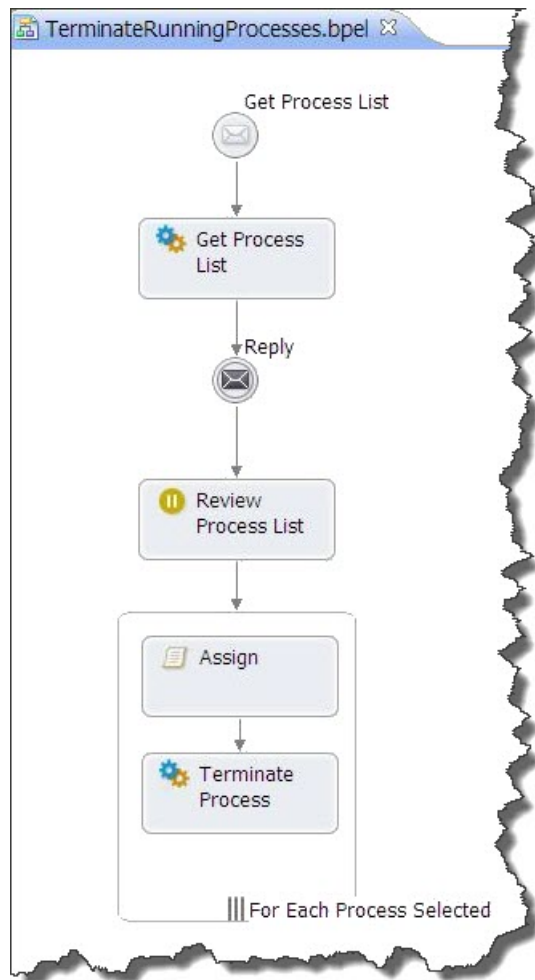 TerminateRunningProcesses.bpel
Get Process List
Get Process
List
Reply
Review
Process List
Assign
Terminate
Process
For Each Process Selected